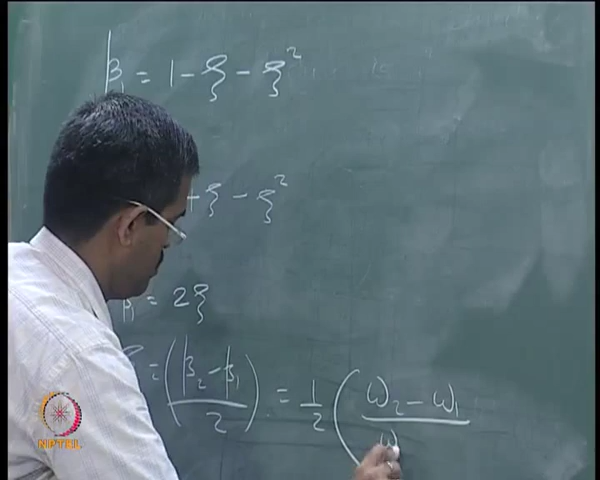 β₁ = 1 - ξ - ξ²
+ ξ - ξ²
β₁ = 2ξ
= (β₂ - β₁ / 2) = 1/2 (ω₂ - ω₁ / ω
NPTEL